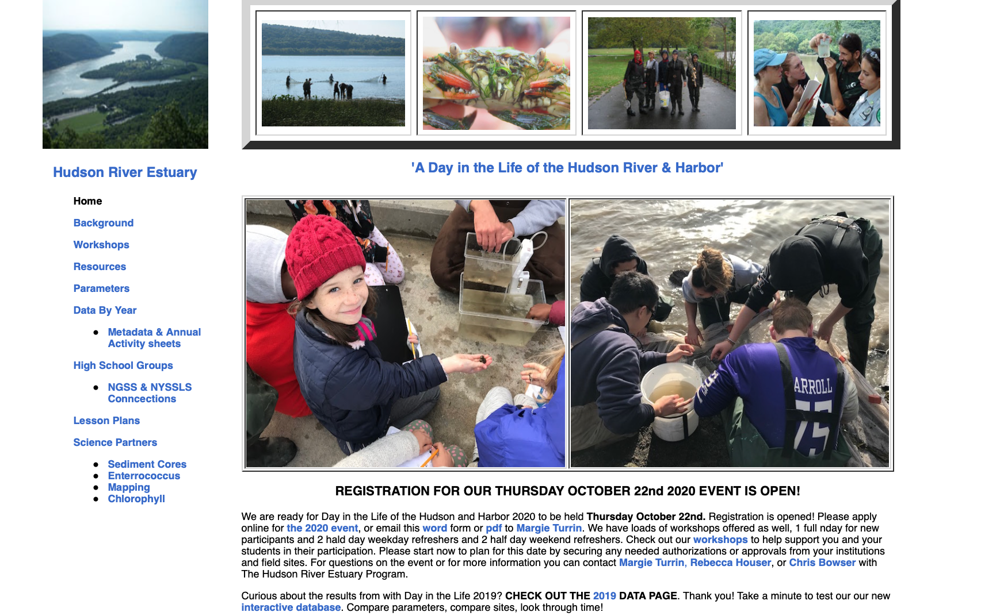 Hudson River Estuary
Home
Background
Workshops
Resources
Parameters
Data By Year
Metadata & Annual
Activity sheets
High School Groups
NGSS & NYSSLS
Conncections
Lesson Plans
Science Partners
Sediment Cores
Enterrococcus
Mapping
Chlorophyll
'A Day in the Life of the Hudson River & Harbor'
ARROLL
75
REGISTRATION FOR OUR THURSDAY OCTOBER 22nd 2020 EVENT IS OPEN!
We are ready for Day in the Life of the Hudson and Harbor 2020 to be held Thursday October 22nd. Registration is opened! Please apply
online for the 2020 event, or email this word form or pdf to Margie Turrin. We have loads of workshops offered as well, 1 full nday for new
participants and 2 hald day weekday refreshers and 2 half day weekend refreshers. Check out our workshops to help support you and your
students in their participation. Please start now to plan for this date by securing any needed authorizations or approvals from your institutions
and field sites. For questions on the event or for more information you can contact Margie Turrin, Rebecca Houser, or Chris Bowser with
The Hudson River Estuary Program.
Curious about the results from with Day in the Life 2019? CHECK OUT THE 2019 DATA PAGE. Thank you! Take a minute to test our our new
interactive database. Compare parameters, compare sites, look through time!